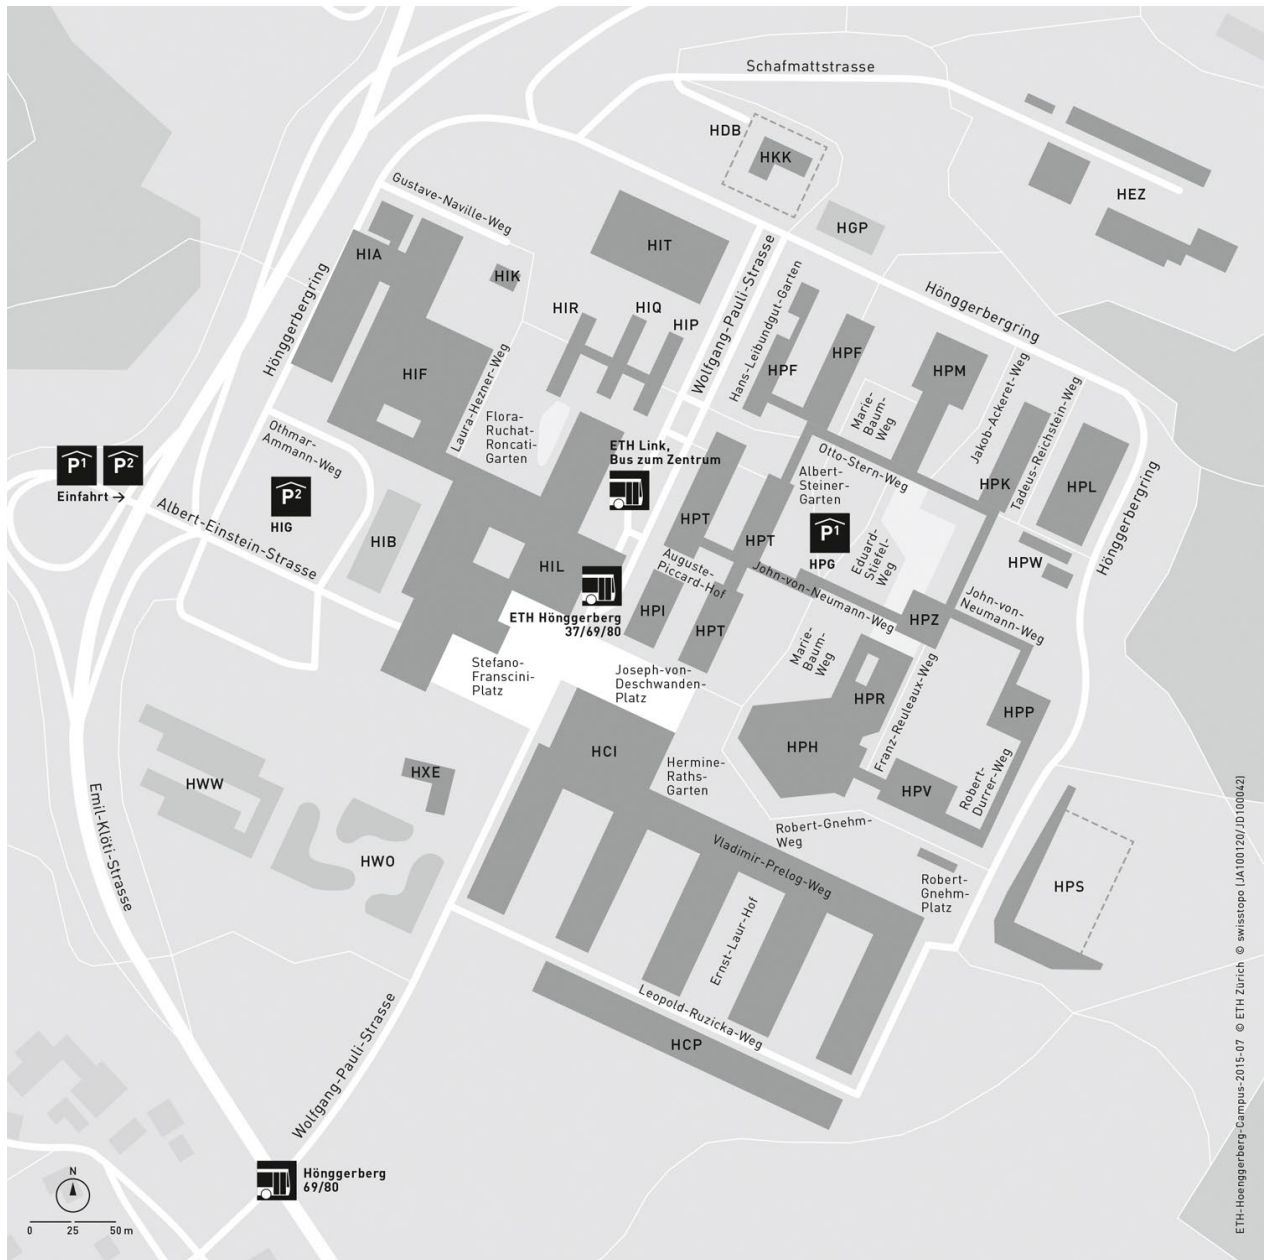 Schafmattstrasse
HDB
HKK
HEZ
Gustave-Naville-Weg
HGP
HIA
HIT
HIK
Hönggerbergring
Wolfgang-Pauli-Strasse
Hans-Leibundgut-Garten
Hönggerbergring
HIR
HIQ
HIP
HPF
HPF
HPM
HIF
Laura-Hezner-Weg
Marie-
Baum-
Weg
Jakob-Ackeret-Weg
Tadeus-Reichstein-Weg
Flora-
Ruchat-
Roncati-
Garten
Othmar-
Ammann-Weg
ETH Link,
Bus zum Zentrum
Otto-Stern-Weg
Albert-
Steiner-
Garten
P1
P2
Einfahrt →
P2
HIG
HPK
HPL
Hönggerbergring
Albert-Einstein-Strasse
HIB
HPT
HPT
P1
HPG
Eduard-
Stiefel-
Weg
HPW
HIL
Auguste-
Piccard-Hof
John-von-Neumann-Weg
John-von-
Neumann-Weg
ETH Hönggerberg
37/69/80
HPI
HPT
HPZ
Marie-
Baum-
Weg
Stefano-
Franscini-
Platz
Joseph-von-
Deschwanden-
Platz
HPR
Franz-Reuleaux-Weg
HPP
HPH
HCI
Hermine-
Raths-
Garten
HXE
HWW
HPV
Robert-
Durrer-Weg
Emil-Klöti-Strasse
Robert-Gnehm-
Weg
HWO
Vladimir-Prelog-Weg
Robert-
Gnehm-
Platz
HPS
Ernst-Laur-Hof
Leopold-Ruzicka-Weg
HCP
Wolfgang-Pauli-Strasse
Hönggerberg
69/80
N
0 25 50 m
ETH-Hoenggerberg-Campus-2015-07 © ETH Zürich © swisstopo (JA100120/JD100042)